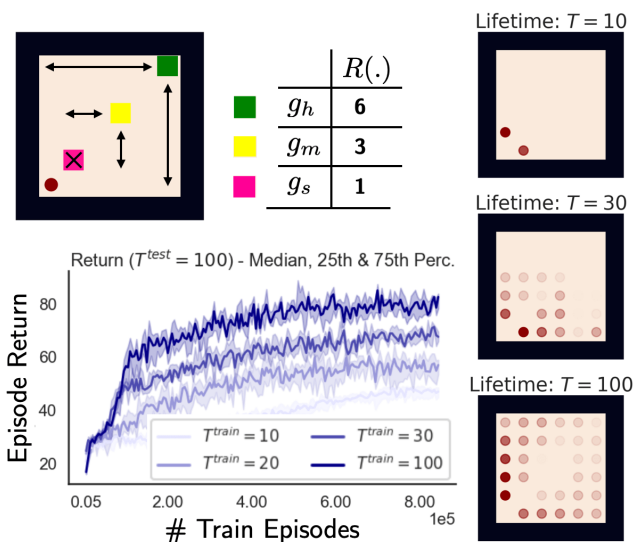 R(.)
g_h 6
g_m 3
g_s 1
Lifetime: T = 10
Lifetime: T = 30
Lifetime: T = 100
Return (T^test = 100) - Median, 25th & 75th Perc.
Episode Return
80
60
40
20
T^train = 10
T^train = 30
T^train = 20
T^train = 100
0.05 2.00 4.00 6.00 8.00
1e5
# Train Episodes